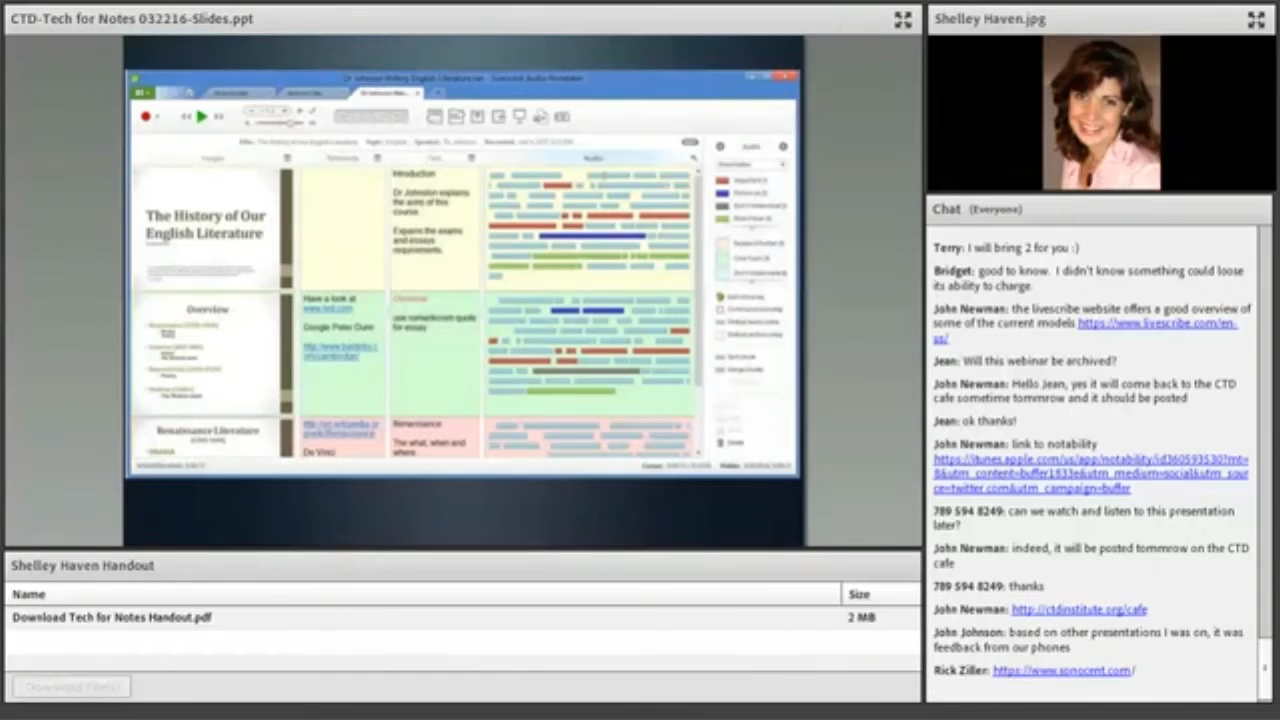 CTD-Tech for Notes 032216-Slides.ppt
The History of Our
English Literature
Introduction
Dr Johnston explains
the aims of this
course.
Expains the exams
and essays
requirements.
Overview
Have a look at
Google Peter Dunn
use romanticism quote
for essay
Renaissance Literature
De Vinci
Renaissance
The what, when and
where
Shelley Haven Handout
Name
Size
Download Tech for Notes Handout.pdf
2 MB
Download File(s)
Shelley Haven.jpg
Chat (Everyone)
Terry: I will bring 2 for you :)
Bridget: good to know. I didn't know something could loose
its ability to charge.
John Newman: the livescribe website offers a good overview of
some of the current models https://www.livescribe.com/en-
us/
Jean: Will this webinar be archived?
John Newman: Hello Jean, yes it will come back to the CTD
cafe sometime tommrow and it should be posted
Jean: ok thanks!
John Newman: link to notability
https://itunes.apple.com/us/app/notability/id360593530?mt=
8&utm_content=buffer1833e&utm_medium=social&utm_sour
ce=twitter.com&utm_campaign=buffer
789 594 8249: can we watch and listen to this presentation
later?
John Newman: indeed, it will be posted tommrow on the CTD
cafe
789 594 8249: thanks
John Newman: http://ctdinstitute.org/cafe
John Johnson: based on other presentations I was on, it was
feedback from our phones
Rick Ziller: https://www.sonocent.com/